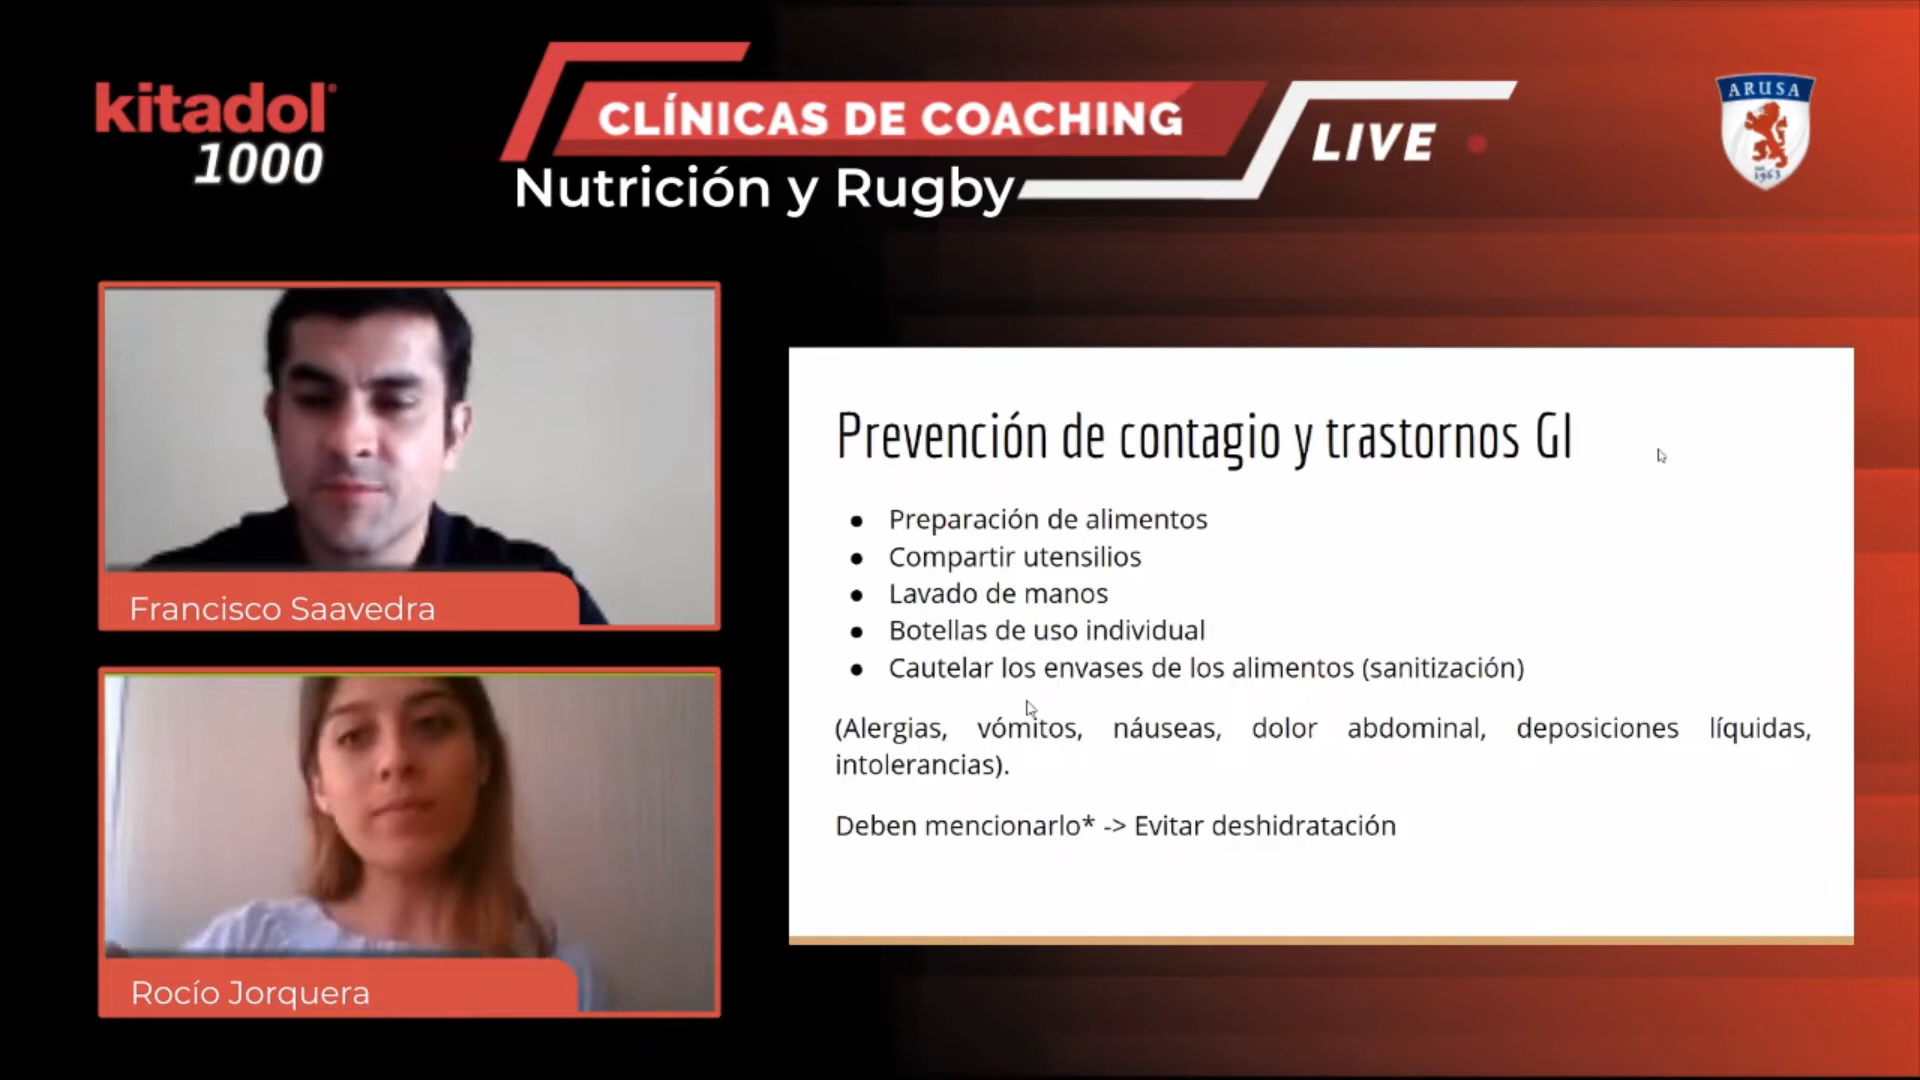 kitadol
1000
CLÍNICAS DE COACHING
LIVE
Nutrición y Rugby
ARUSA
1963
Francisco Saavedra
Rocío Jorquera
Prevención de contagio y trastornos GI
● Preparación de alimentos
● Compartir utensilios
● Lavado de manos
● Botellas de uso individual
● Cautelar los envases de los alimentos (sanitización)
(Alergias, vómitos, náuseas, dolor abdominal, deposiciones líquidas,
intolerancias).
Deben mencionarlo* -> Evitar deshidratación